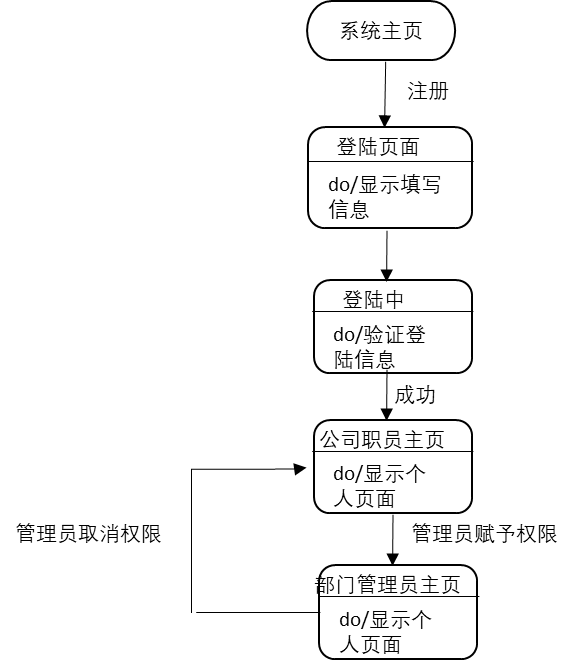 系统主页
注册
登陆页面
do/显示填写
信息
登陆中
do/验证登
陆信息
成功
公司职员主页
do/显示个
人页面
管理员取消权限
管理员赋予权限
部门管理员主页
do/显示个
人页面